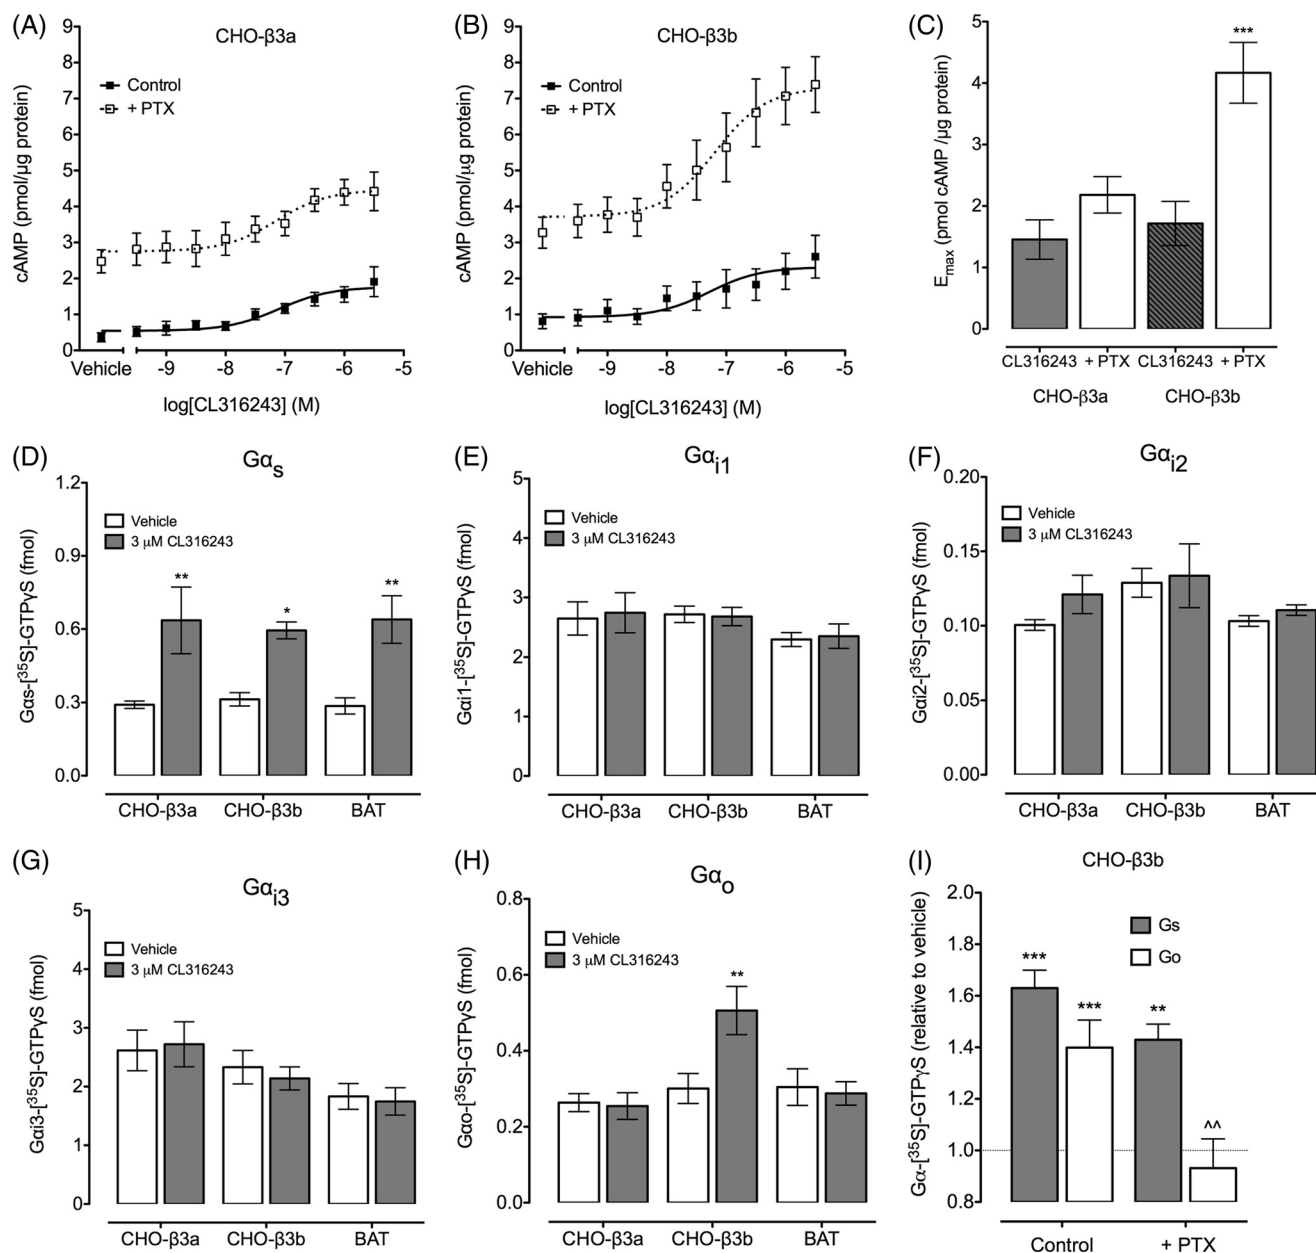 (A)
CHO-β3a
Control
+ PTX
cAMP (pmol/μg protein)
9
8
7
6
5
4
3
2
1
0
Vehicle -9 -8 -7 -6 -5
log[CL316243] (M)
(B)
CHO-β3b
Control
+ PTX
cAMP (pmol/μg protein)
9
8
7
6
5
4
3
2
1
0
Vehicle -9 -8 -7 -6 -5
log[CL316243] (M)
(C)
***
Emax (pmol cAMP /μg protein)
5
4
3
2
1
0
CL316243 + PTX CL316243 + PTX
CHO-β3a CHO-β3b
(D)
Gαs
Vehicle
3 μM CL316243
Gαs-[35S]-GTPγS (fmol)
1.2
0.9
0.6
0.3
0.0
** * **
CHO-β3a CHO-β3b BAT
(E)
Gαi1
Vehicle
3 μM CL316243
Gαi1-[35S]-GTPγS (fmol)
5
4
3
2
1
0
CHO-β3a CHO-β3b BAT
(F)
Gαi2
Vehicle
3 μM CL316243
Gαi2-[35S]-GTPγS (fmol)
0.20
0.15
0.10
0.05
0.00
CHO-β3a CHO-β3b BAT
(G)
Gαi3
Vehicle
3 μM CL316243
Gαi3-[35S]-GTPγS (fmol)
5
4
3
2
1
0
CHO-β3a CHO-β3b BAT
(H)
Gαo
Vehicle
3 μM CL316243
Gαo-[35S]-GTPγS (fmol)
0.8
0.6
0.4
0.2
0.0
**
CHO-β3a CHO-β3b BAT
(I)
CHO-β3b
Gs
Go
Gα-[35S]-GTPγS (relative to vehicle)
2.0
1.8
1.6
1.4
1.2
1.0
0.8
*** *** ** ^^
Control + PTX